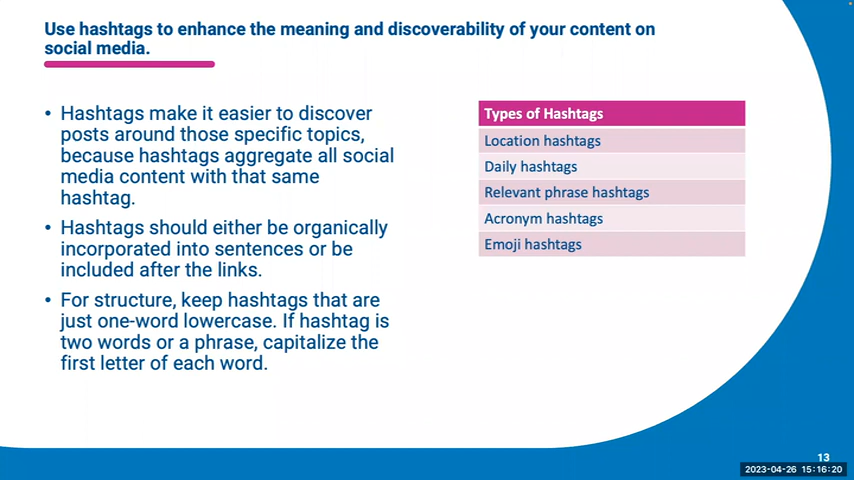 Use hashtags to enhance the meaning and discoverability of your content on
social media.
• Hashtags make it easier to discover
posts around those specific topics,
because hashtags aggregate all social
media content with that same
hashtag.
• Hashtags should either be organically
incorporated into sentences or be
included after the links.
• For structure, keep hashtags that are
just one-word lowercase. If hashtag is
two words or a phrase, capitalize the
first letter of each word.
Types of Hashtags
Location hashtags
Daily hashtags
Relevant phrase hashtags
Acronym hashtags
Emoji hashtags
13
2023-04-26 15:16:20